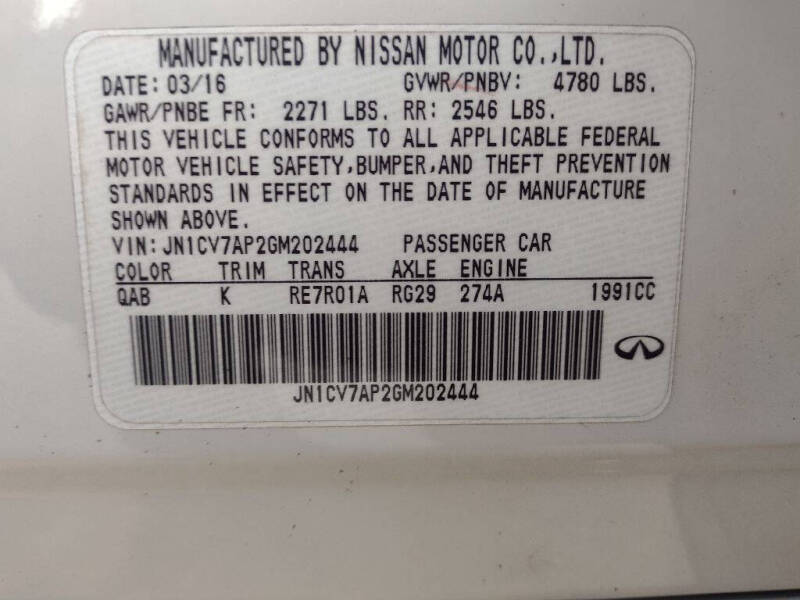 MANUFACTURED BY NISSAN MOTOR CO.,LTD.
DATE: 03/16 GVWR/PNBV: 4780 LBS.
GAWR/PNBE FR: 2271 LBS. RR: 2546 LBS.
THIS VEHICLE CONFORMS TO ALL APPLICABLE FEDERAL
MOTOR VEHICLE SAFETY,BUMPER,AND THEFT PREVENTION
STANDARDS IN EFFECT ON THE DATE OF MANUFACTURE
SHOWN ABOVE.
VIN:JN1CV7AP2GM202444 PASSENGER CAR
COLOR TRIM TRANS AXLE ENGINE
QAB K RE7R01A RG29 274A 1991CC
JN1CV7AP2GM202444